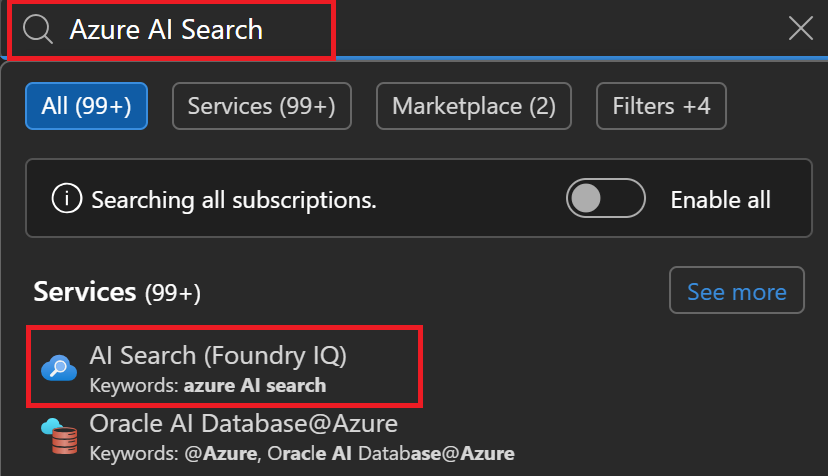 Azure AI Search
All (99+) Services (99+) Marketplace (2) Filters +4
Searching all subscriptions. Enable all
Services (99+) See more
AI Search (Foundry IQ)
Keywords: azure AI search
Oracle AI Database@Azure
Keywords: @Azure, Oracle AI Database@Azure